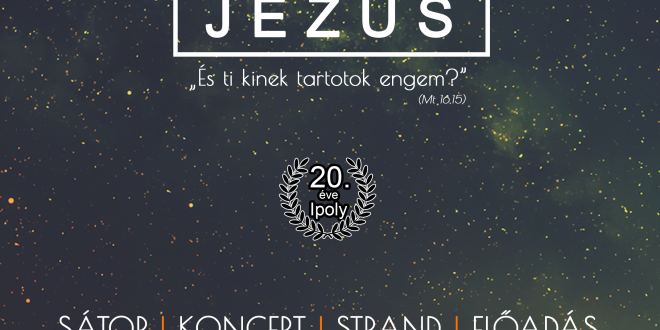 JÉZUS
„És ti kinek tartotok engem?”
(Mt. 16,15)
20.
éve
Ipoly
SÁTOR | KONCERT | STRAND | ELŐADÁS